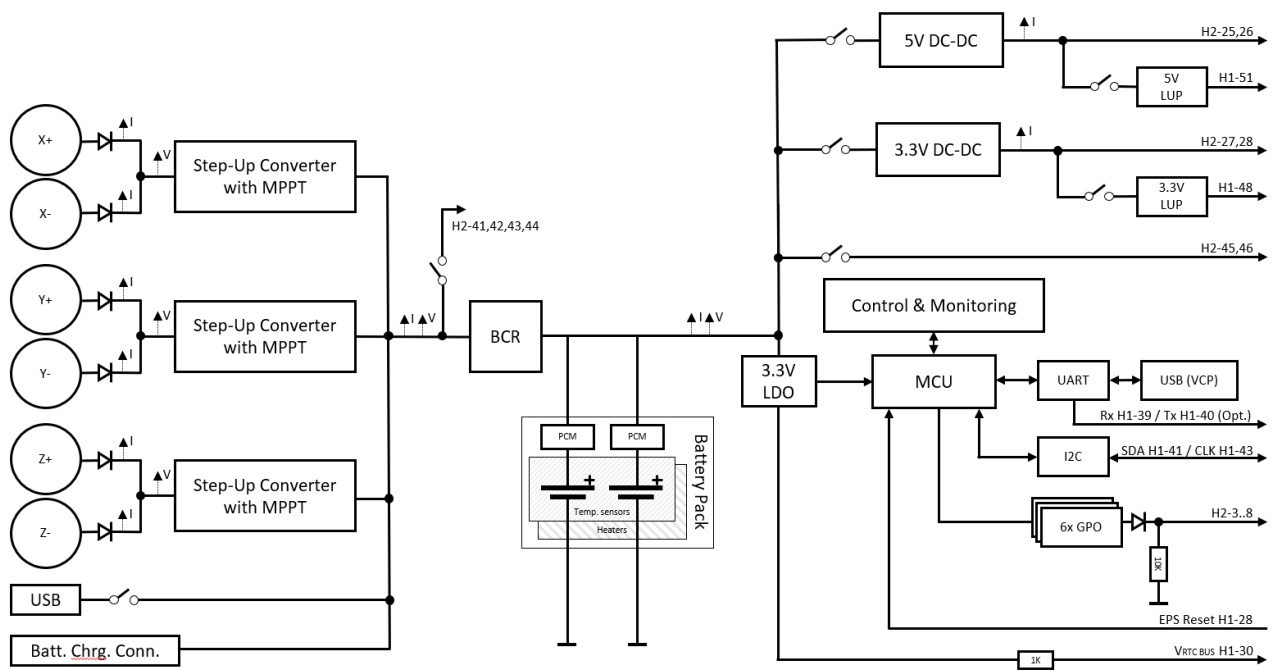 I
5V DC-DC
H2-25,26
5V
LUP
H1-51
X+
I
V
Step-Up Converter
with MPPT
X-
I
I
3.3V DC-DC
H2-27,28
3.3V
LUP
H1-48
H2-41,42,43,44
H2-45,46
Y+
I
V
Step-Up Converter
with MPPT
Y-
I
I
V
BCR
I
V
Control & Monitoring
3.3V
LDO
MCU
UART
USB (VCP)
Rx H1-39 / Tx H1-40 (Opt.)
I2C
SDA H1-41 / CLK H1-43
Z+
I
V
Step-Up Converter
with MPPT
Z-
I
PCM
PCM
+
+
Temp. sensors
Heaters
Battery Pack
6x GPO
H2-3..8
10K
USB
Batt. Chrg. Conn.
EPS Reset H1-28
VRTC BUS H1-30
1K